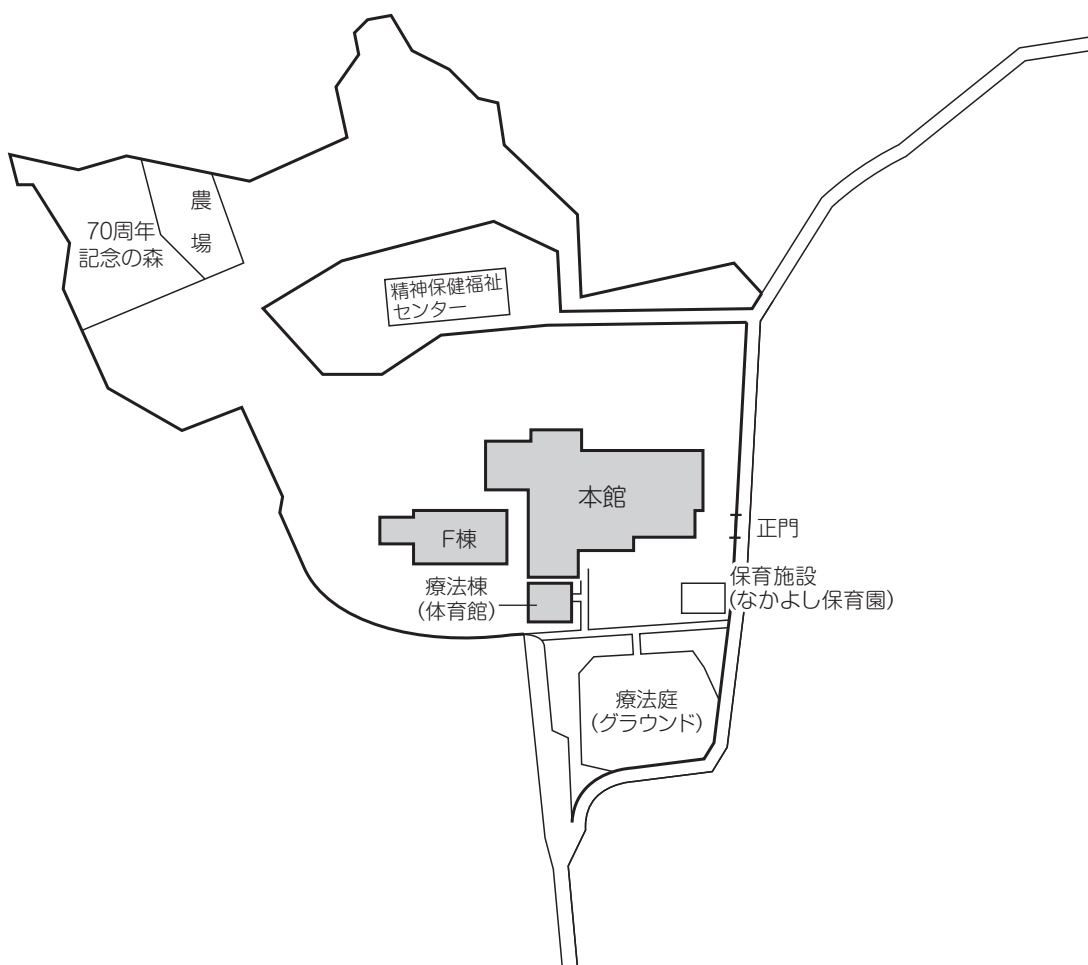 農
場
70周年
記念の森
精神保健福祉
センター
本館
正門
F棟
保育施設
(なかよし保育園)
療法棟
(体育館)
療法庭
(グラウンド)